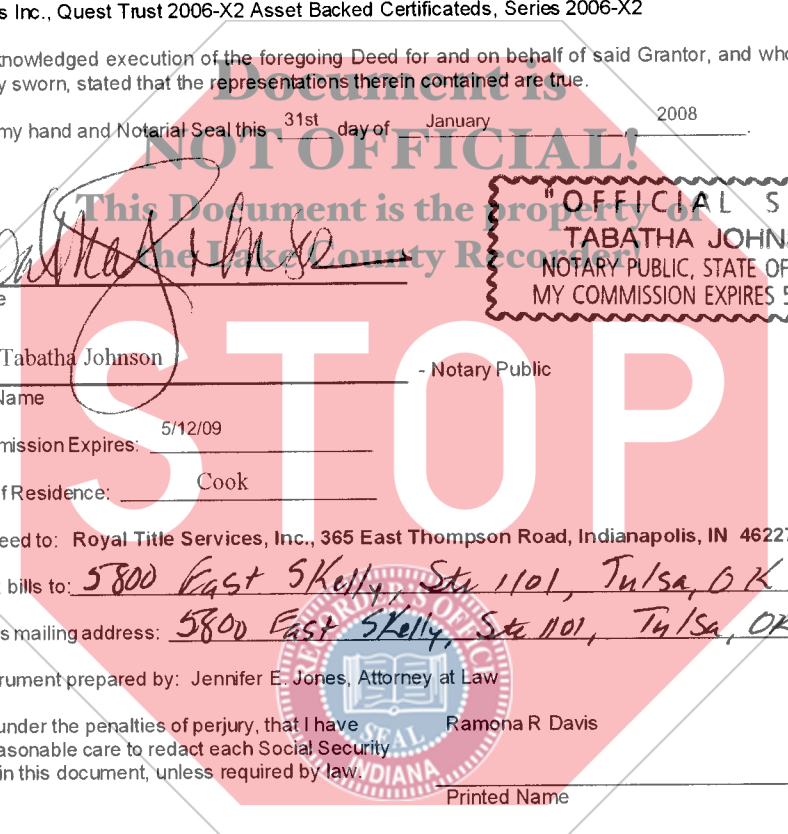 s Inc., Quest Trust 2006-X2 Asset Backed Certificateds, Series 2006-X2
knowledged execution of the foregoing Deed for and on behalf of said Grantor, and who
y sworn, stated that the representations therein contained are true.
Document is
my hand and Notarial Seal this 31st day of January, 2008.
NOT OFFICIAL!
This Document is the property of
the Lake County Recorder!
"OFFICIAL S
TABATHA JOHN
NOTARY PUBLIC, STATE OF
MY COMMISSION EXPIRES 5
e
Tabatha Johnson - Notary Public
Name
mission Expires: 5/12/09
f Residence: Cook
STOP
eed to: Royal Title Services, Inc., 365 East Thompson Road, Indianapolis, IN 46227
bills to: 5800 East Skelly, Ste 1101, Tulsa, OK
s mailing address: 5800 East Skelly, Ste 1101, Tulsa, OK
rument prepared by: Jennifer E. Jones, Attorney at Law
under the penalties of perjury, that I have
easonable care to redact each Social Security
in this document, unless required by law.
Ramona R Davis
Printed Name
RECORDER'S OFFICE
SEAL
INDIANA